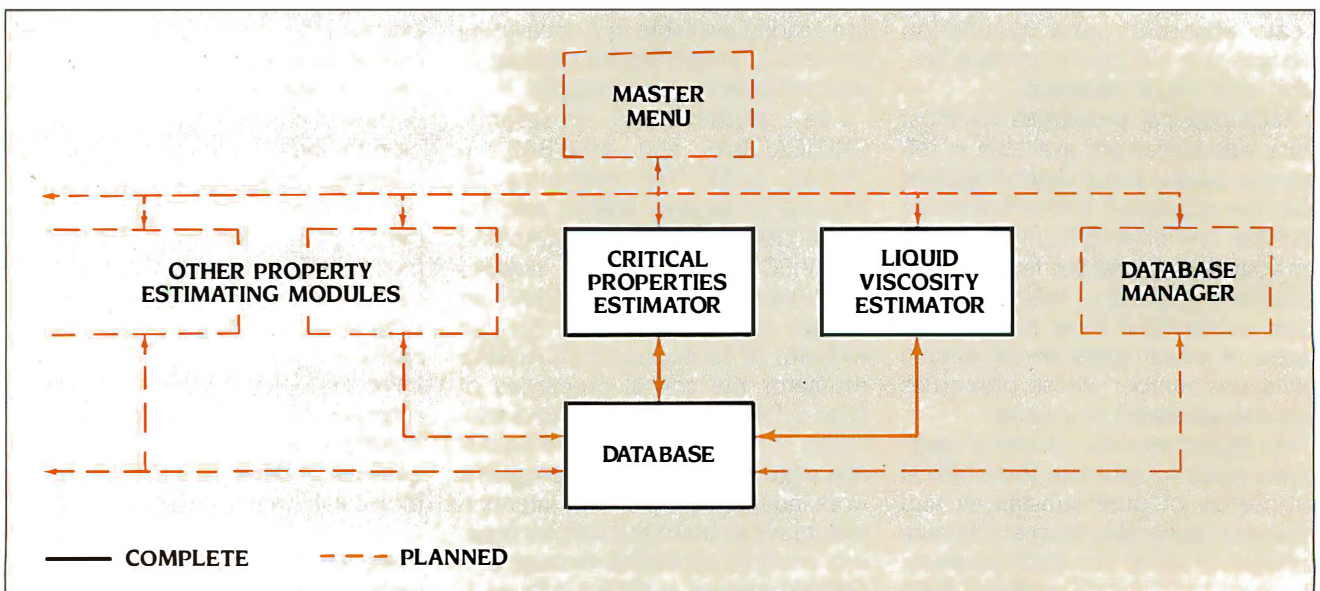 MASTER
MENU
OTHER PROPERTY
ESTIMATING MODULES
CRITICAL
PROPERTIES
ESTIMATOR
LIQUID
VISCOSITY
ESTIMATOR
DATABASE
MANAGER
DATABASE
COMPLETE
PLANNED